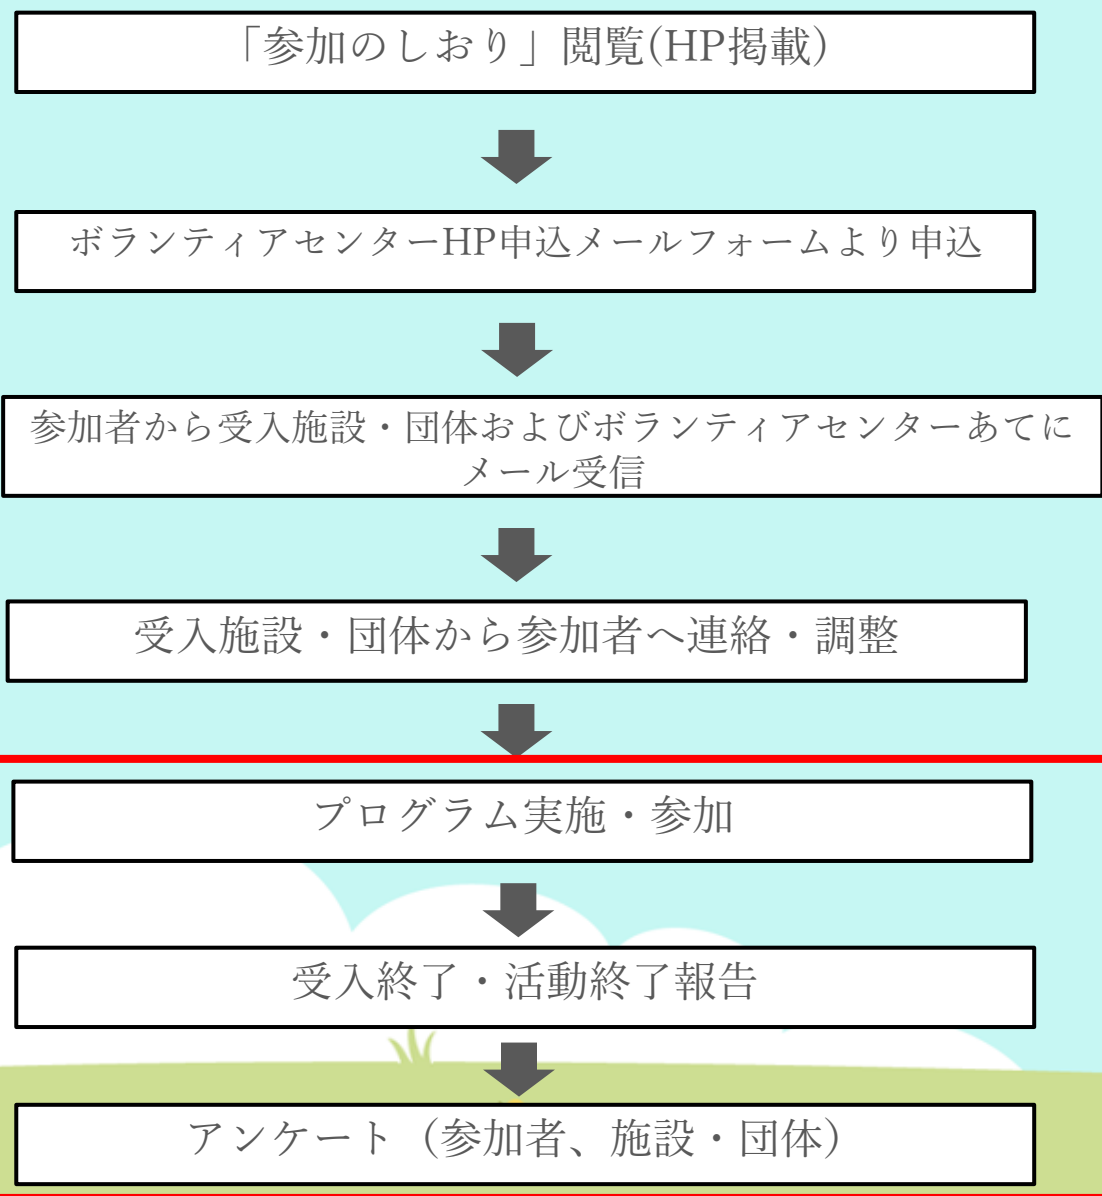 「参加のしおり」閲覧(HP掲載)
ボランティアセンターHP申込メールフォームより申込
参加者から受入施設・団体およびボランティアセンターあてに
メール受信
受入施設・団体から参加者へ連絡・調整
プログラム実施・参加
受入終了・活動終了報告
アンケート（参加者、施設・団体）